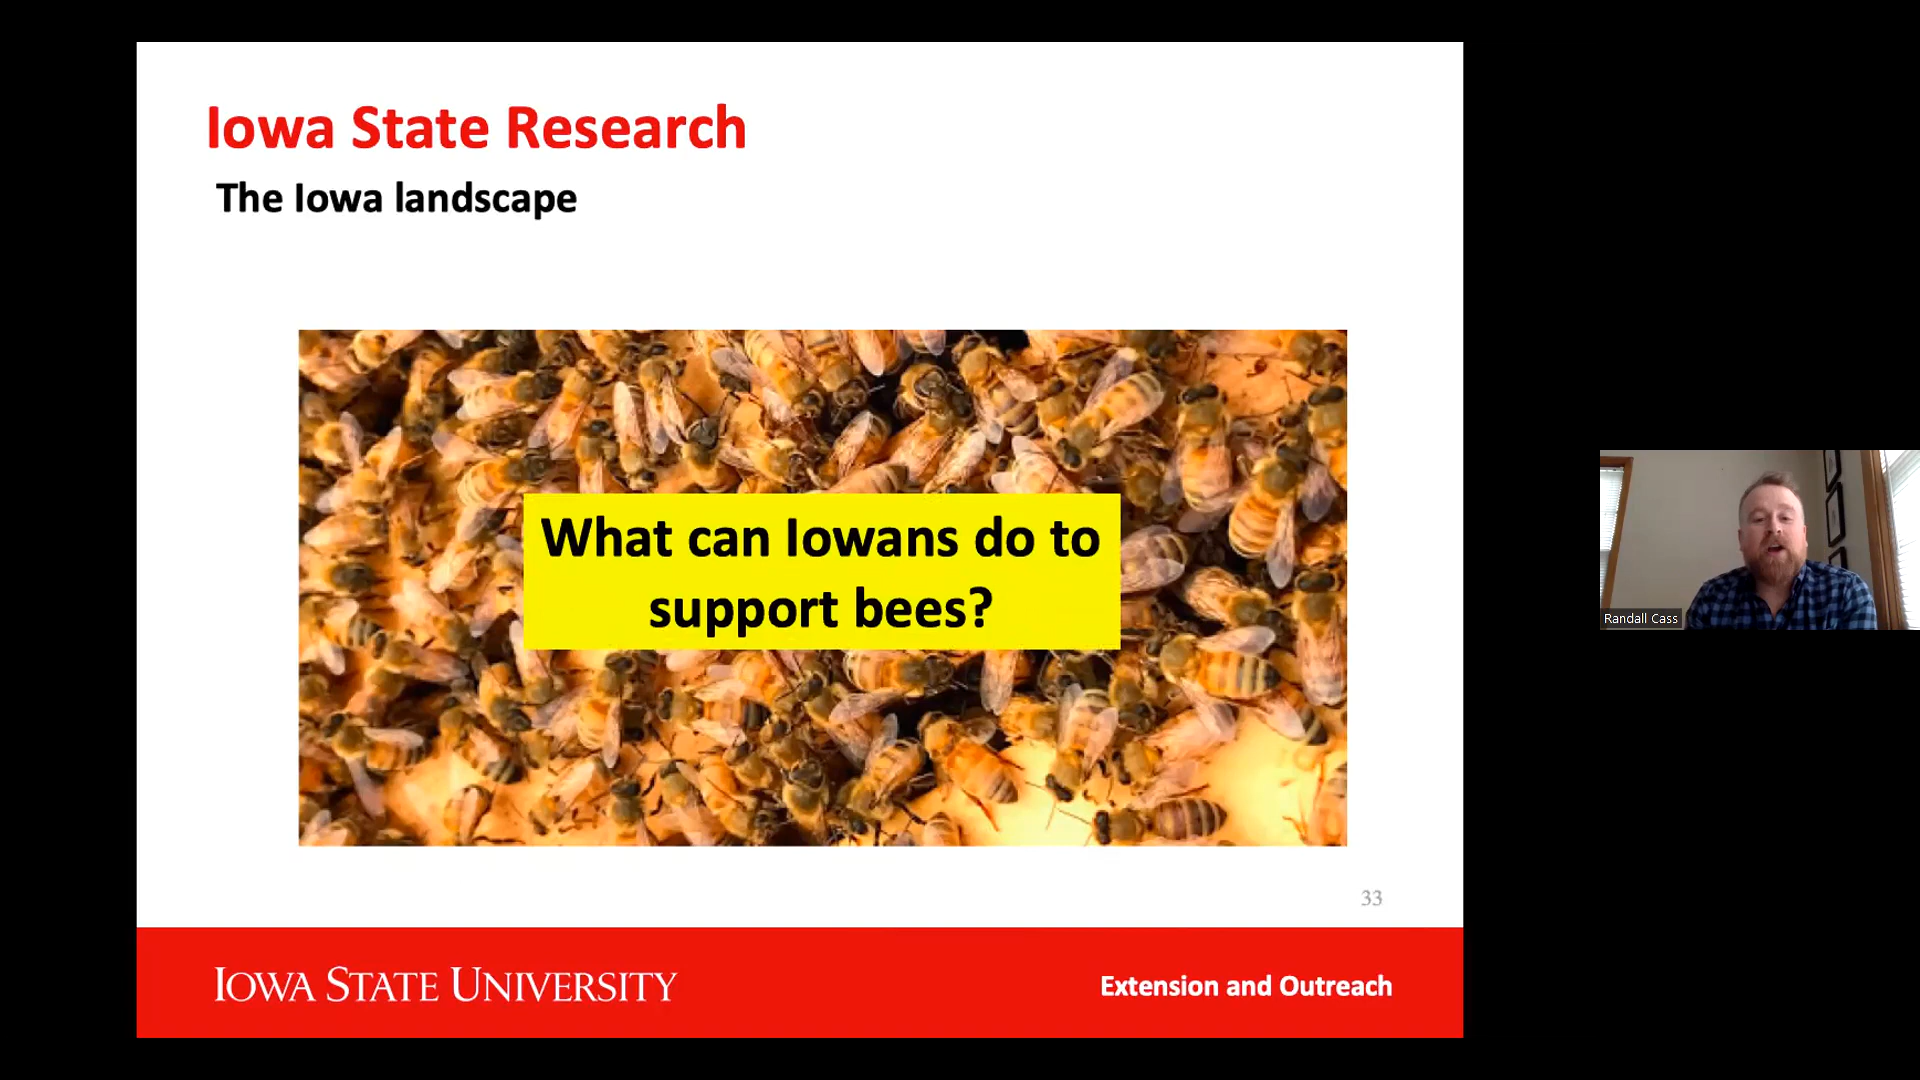 Iowa State Research
The Iowa landscape
What can Iowans do to
support bees?
33
IOWA STATE UNIVERSITY
Extension and Outreach
Randall Cass